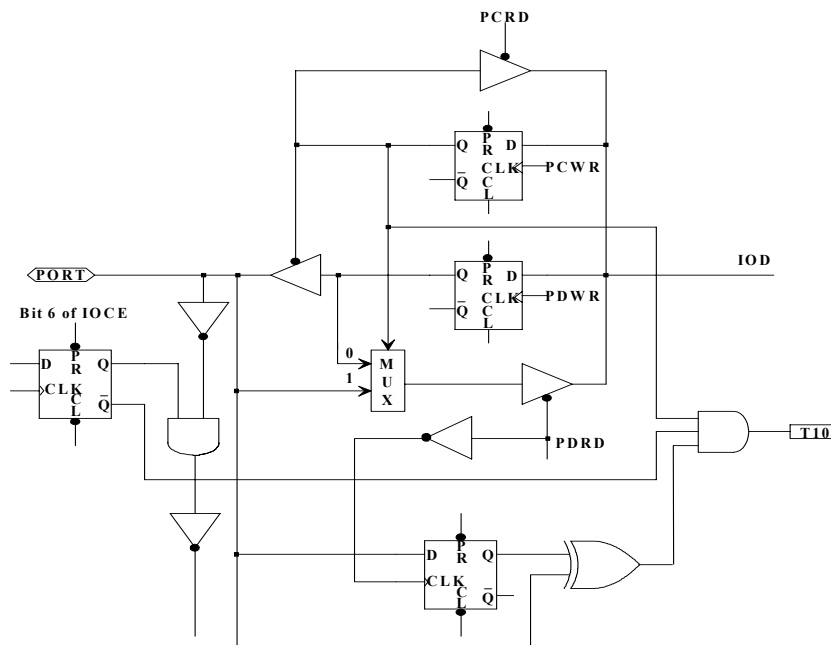 PCRD
Q PR D
CLK PCWR
Q̅ CL
PORT
IOD
Q PR D
CLK PDWR
Q̅ CL
Bit 6 of IOCE
D PR Q
CLK
CL Q̅
0
1
MUX
PDRD
T10
D PR Q
CLK
CL Q̅